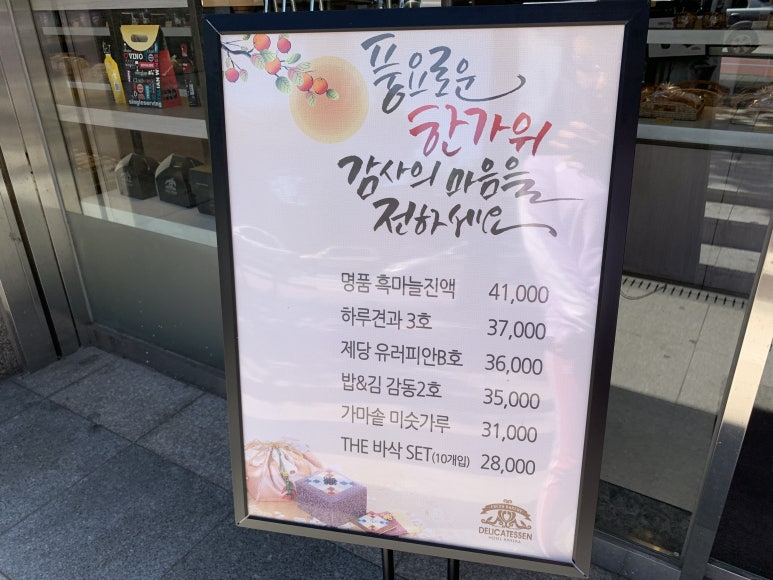 풍요로운
한가위
감사의 마음을
전하세요
명품 흑마늘진액 41,000
하루견과 3호 37,000
제당 유러피안B호 36,000
밥&김 감동2호 35,000
가마솥 미숫가루 31,000
THE 바삭 SET(10개입) 28,000
DELICATESSEN
VINO
singleserving